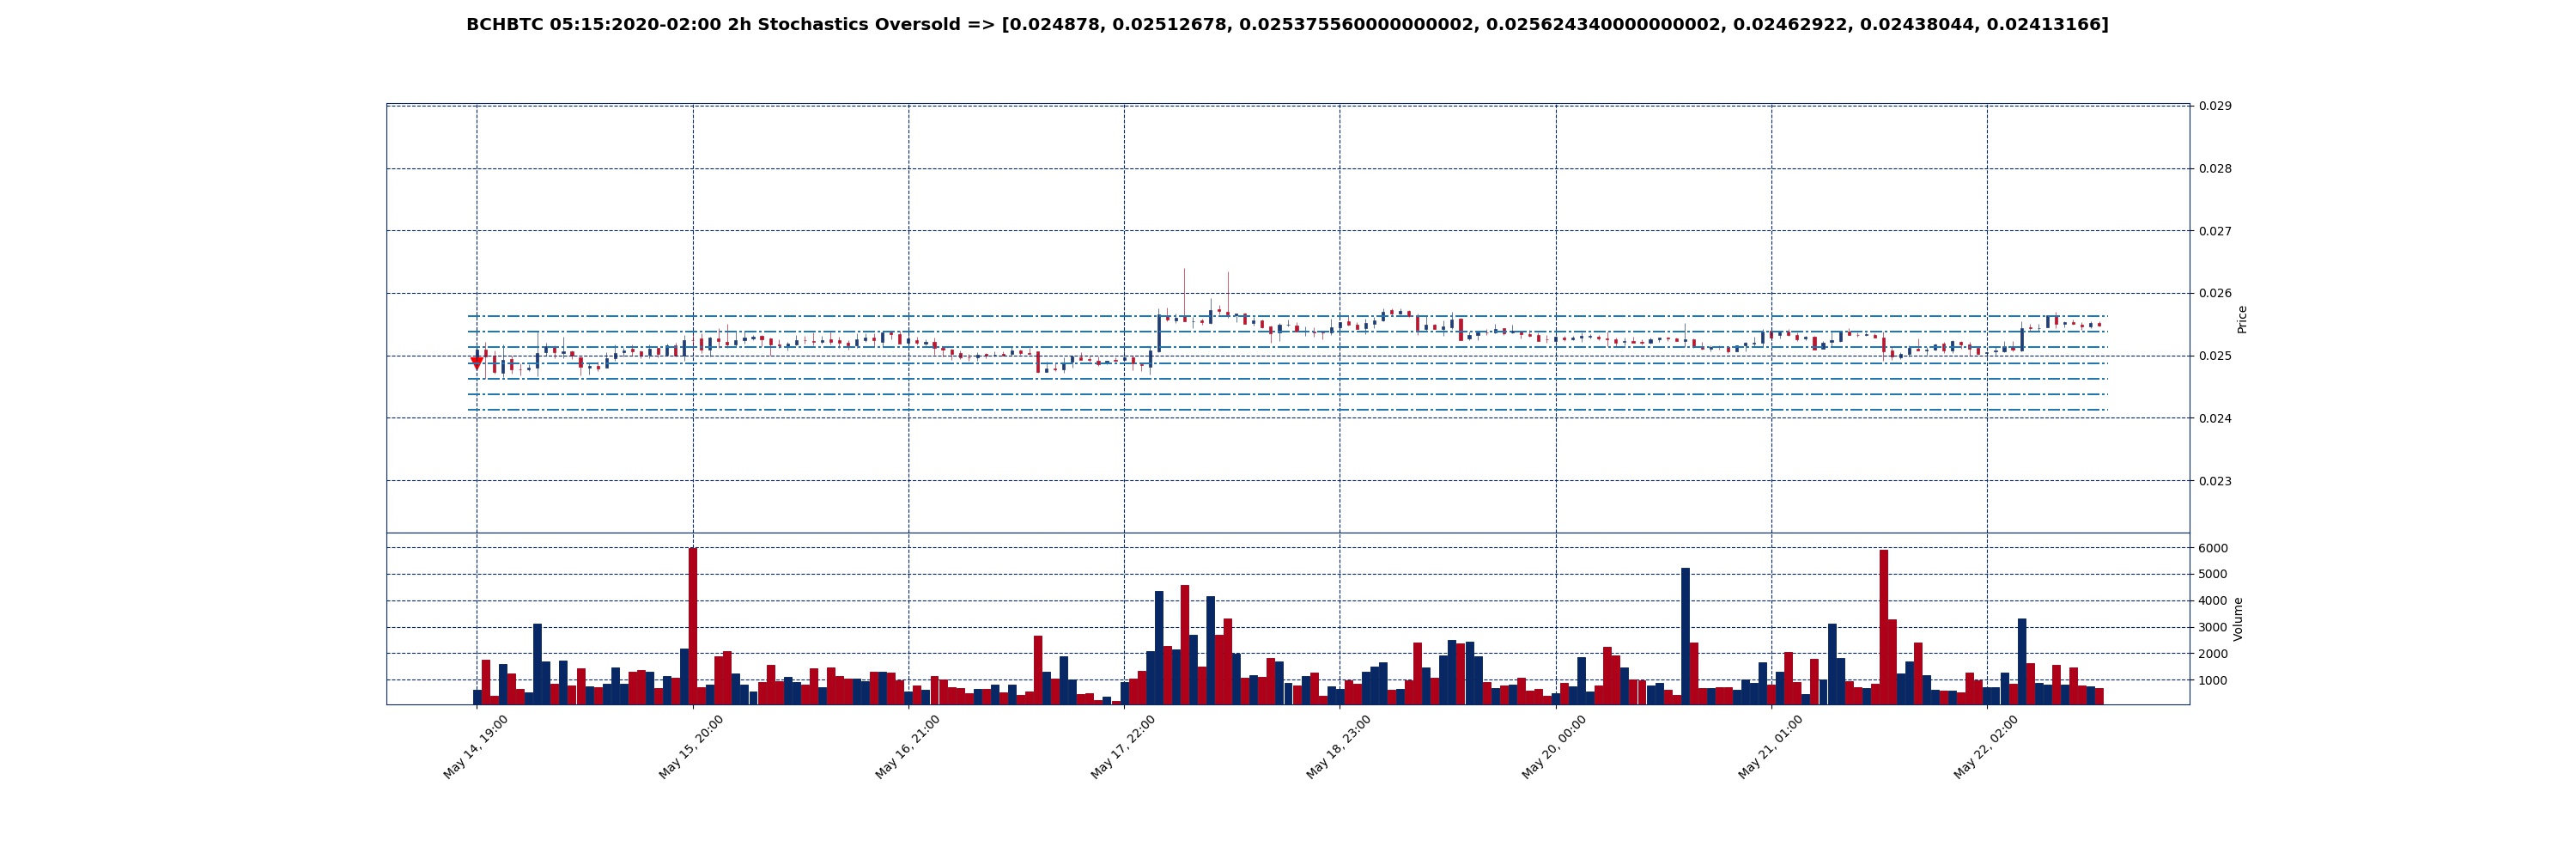 BCHBTC 05:15:2020-02:00 2h Stochastics Oversold => [0.024878, 0.02512678, 0.025375560000000002, 0.025624340000000002, 0.02462922, 0.02438044, 0.02413166]
0.029
0.028
0.027
0.026
0.025
0.024
0.023
Price
6000
5000
4000
3000
2000
1000
Volume
May 14, 19:00
May 15, 20:00
May 16, 21:00
May 17, 22:00
May 18, 23:00
May 20, 00:00
May 21, 01:00
May 22, 02:00